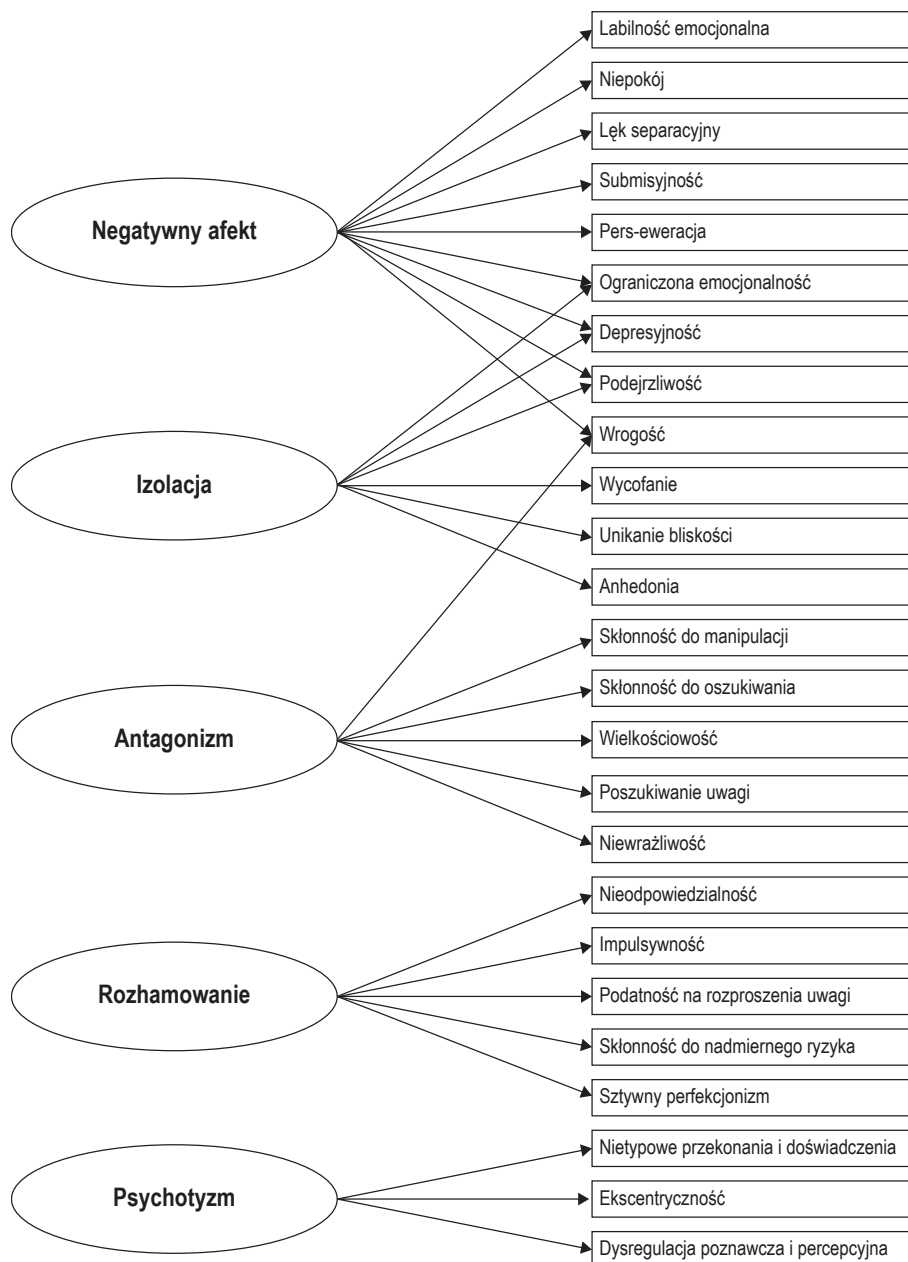 Labilność emocjonalna
Niepokój
Lęk separacyjny
Submisyjność
Negatywny afekt
Pers-eweracja
Ograniczona emocjonalność
Depresyjność
Podejrzliwość
Wrogość
Izolacja
Wycofanie
Unikanie bliskości
Anhedonia
Skłonność do manipulacji
Skłonność do oszukiwania
Antagonizm
Wielkościowość
Poszukiwanie uwagi
Niewrażliwość
Nieodpowiedzialność
Impulsywność
Rozhamowanie
Podatność na rozproszenia uwagi
Skłonność do nadmiernego ryzyka
Sztywny perfekcjonizm
Nietypowe przekonania i doświadczenia
Psychotyzm
Ekscentryczność
Dysregulacja poznawcza i percepcyjna